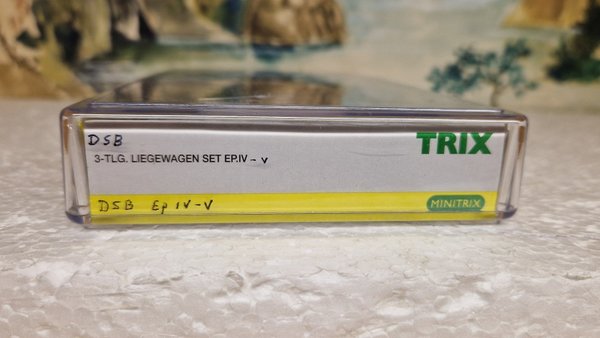 DSB
TRIX
3-TLG. LIEGEWAGEN SET EP.IV - V
DSB Ep IV-V
MINITRIX